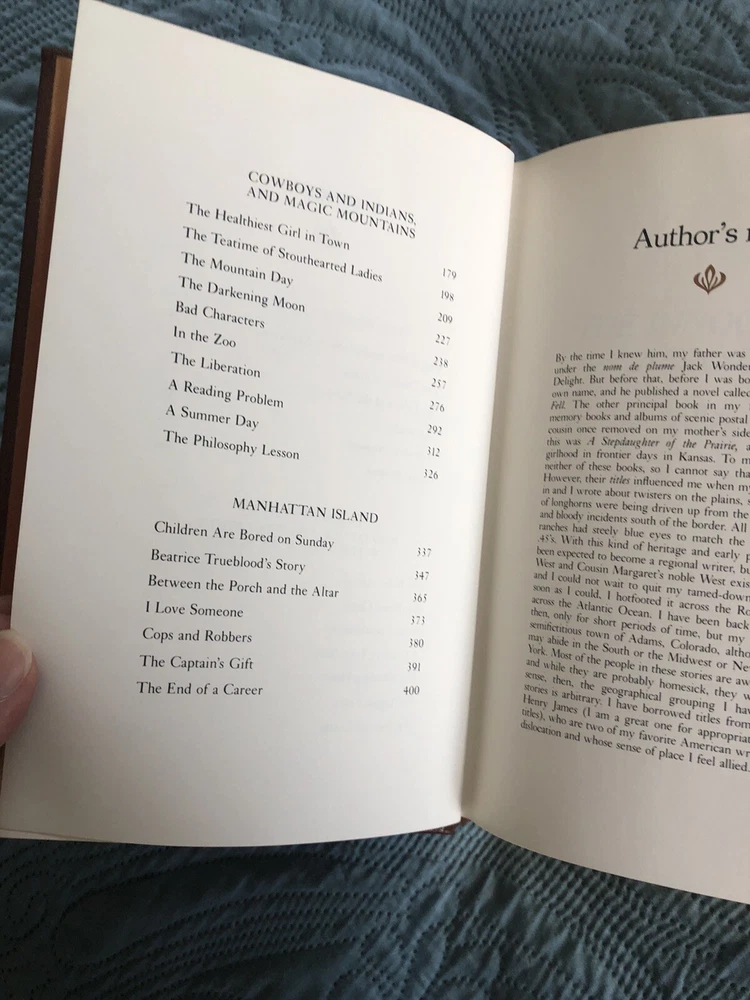 COWBOYS AND INDIANS,
AND MAGIC MOUNTAINS
The Healthiest Girl in Town 179
The Teatime of Stouthearted Ladies 198
The Mountain Day 209
The Darkening Moon 227
Bad Characters 238
In the Zoo 257
The Liberation 276
A Reading Problem 292
A Summer Day 312
The Philosophy Lesson 326
MANHATTAN ISLAND
Children Are Bored on Sunday 337
Beatrice Trueblood's Story 347
Between the Porch and the Altar 365
I Love Someone 373
Cops and Robbers 380
The Captain's Gift 391
The End of a Career 400
Author's
By the time I knew him, my father was
under the nom de plume Jack Wonder
Delight. But before that, before I was bo
own name, and he published a novel called
Fell. The other principal book in my
memory books and albums of scenic postal
cousin once removed on my mother's side
this was A Stepdaughter of the Prairie, a
girlhood in frontier days in Kansas. To m
neither of these books, so I cannot say tha
However, their titles influenced me when my
in and I wrote about twisters on the plains, s
of longhorns were being driven up from the
and bloody incidents south of the border. All
ranches had steely blue eyes to match the
.45's. With this kind of heritage and early p
been expected to become a regional writer, bu
West and Cousin Margaret's noble West exis
and I could not wait to quit my tamed-down
soon as I could, I hotfooted it across the Ro
across the Atlantic Ocean. I have been back
then, only for short periods of time, but my
semifictitious town of Adams, Colorado, altho
may abide in the South or the Midwest or New
York. Most of the people in these stories are aw
and while they are probably homesick, they w
sense, then, the geographical grouping I hav
stories is arbitrary. I have borrowed titles from
Henry James (I am a great one for appropriat
titles), who are two of my favorite American wr
dislocation and whose sense of place I feel allied.